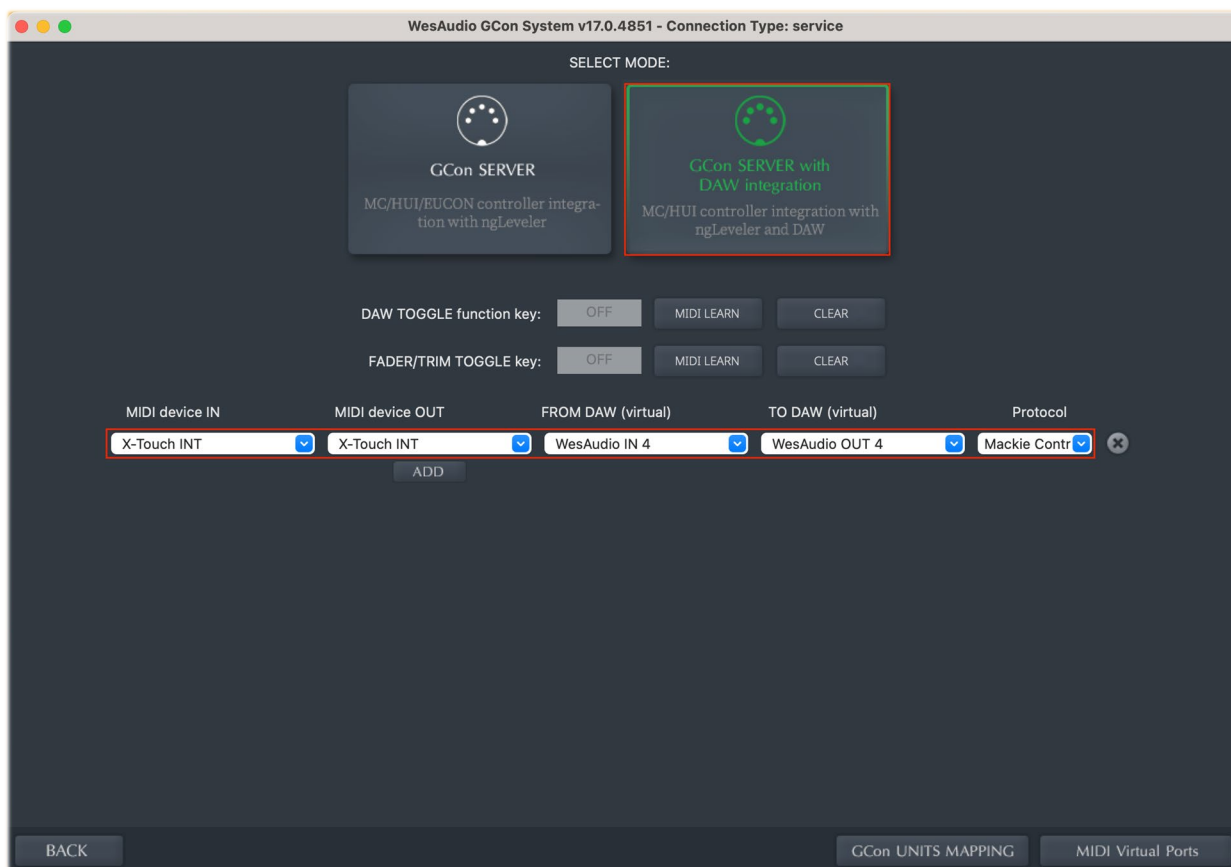 WesAudio GCon System v17.0.4851 - Connection Type: service
SELECT MODE:
GCon SERVER
MC/HUI/EUCON controller integra-
tion with ngLeveler
GCon SERVER with
DAW integration
MC/HUI controller integration with
ngLeveler and DAW
DAW TOGGLE function key: OFF MIDI LEARN CLEAR
FADER/TRIM TOGGLE key: OFF MIDI LEARN CLEAR
MIDI device IN MIDI device OUT FROM DAW (virtual) TO DAW (virtual) Protocol
X-Touch INT X-Touch INT WesAudio IN 4 WesAudio OUT 4 Mackie Contr
ADD
BACK GCon UNITS MAPPING MIDI Virtual Ports